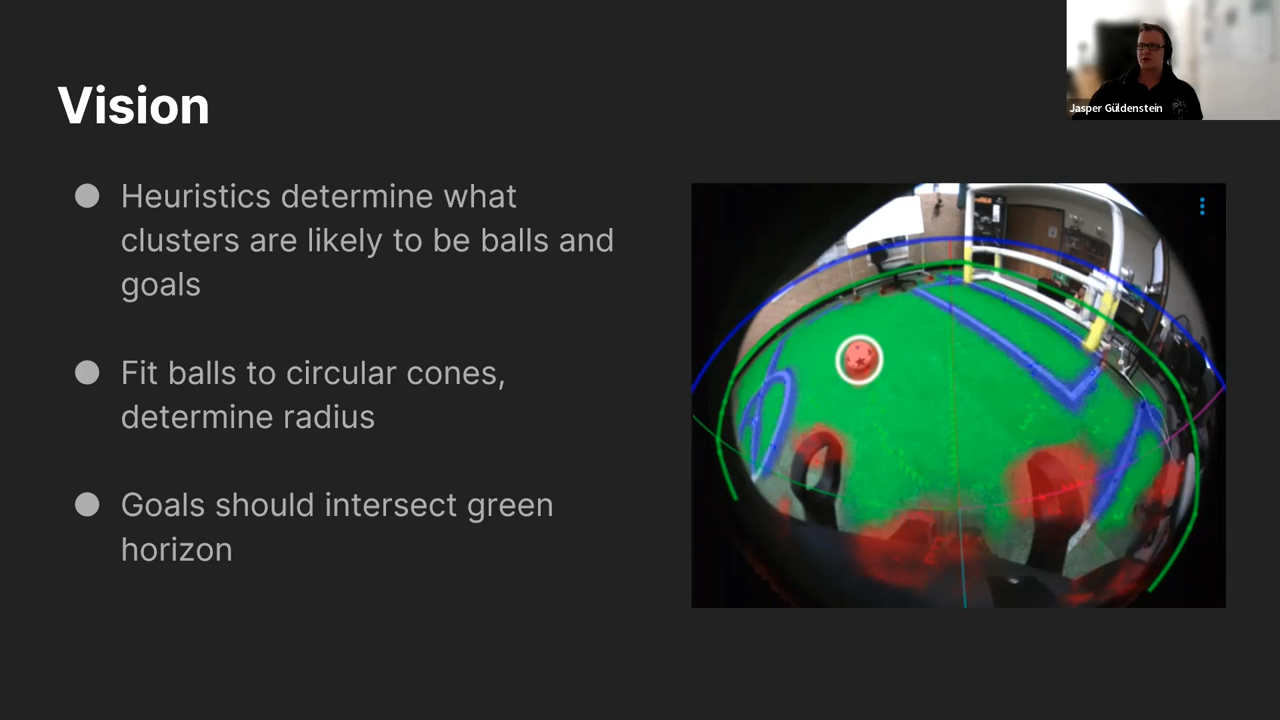 Jasper Güldenstein
Vision
● Heuristics determine what
clusters are likely to be balls and
goals
● Fit balls to circular cones,
determine radius
● Goals should intersect green
horizon